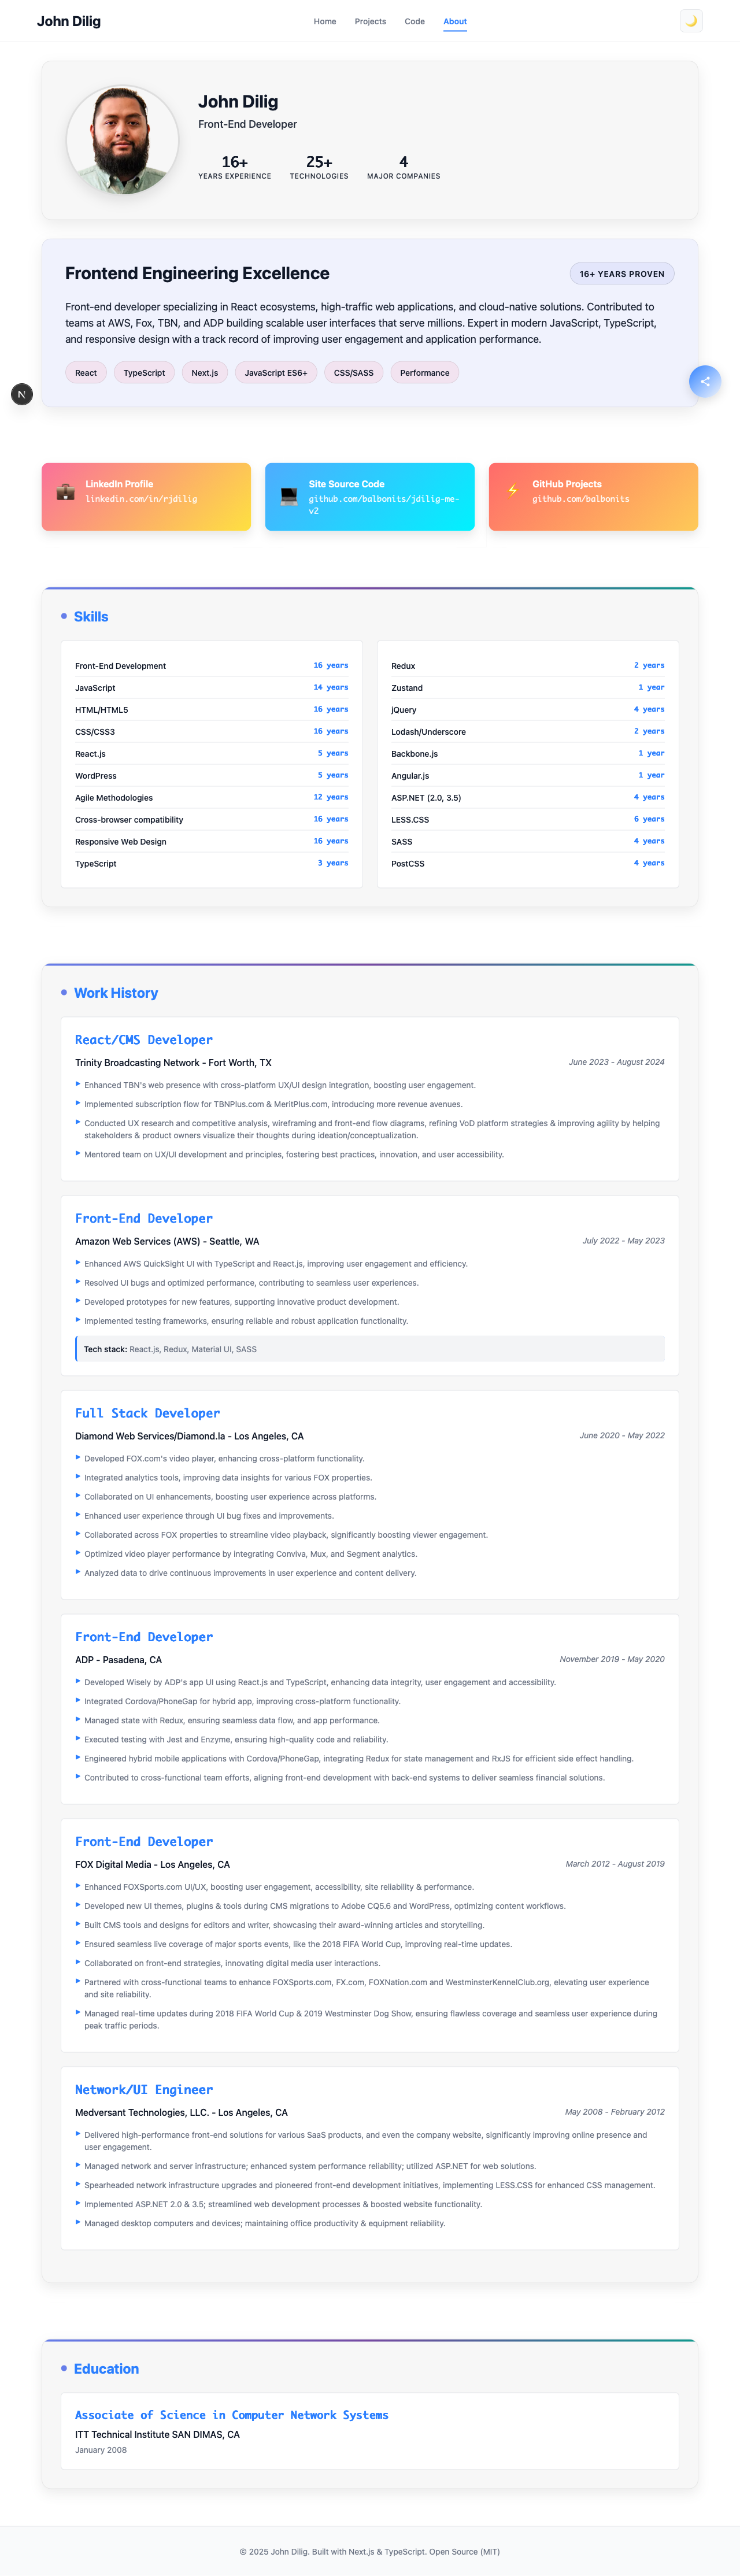 John Dilig
Home
Projects
Code
About
John Dilig
Front-End Developer
16+
YEARS EXPERIENCE
25+
TECHNOLOGIES
4
MAJOR COMPANIES
Frontend Engineering Excellence
16+ YEARS PROVEN
Front-end developer specializing in React ecosystems, high-traffic web applications, and cloud-native solutions. Contributed to
teams at AWS, Fox, TBN, and ADP building scalable user interfaces that serve millions. Expert in modern JavaScript, TypeScript,
and responsive design with a track record of improving user engagement and application performance.
React
TypeScript
Next.js
JavaScript ES6+
CSS/SASS
Performance
N
LinkedIn Profile
linkedin.com/in/rjdilig
Site Source Code
github.com/balbonits/jdilig-me-
v2
GitHub Projects
github.com/balbonits
Skills
Front-End Development 16 years
JavaScript 14 years
HTML/HTML5 16 years
CSS/CSS3 16 years
React.js 5 years
WordPress 5 years
Agile Methodologies 12 years
Cross-browser compatibility 16 years
Responsive Web Design 16 years
TypeScript 3 years
Redux 2 years
Zustand 1 year
jQuery 4 years
Lodash/Underscore 2 years
Backbone.js 1 year
Angular.js 1 year
ASP.NET (2.0, 3.5) 4 years
LESS.CSS 6 years
SASS 4 years
PostCSS 4 years
Work History
React/CMS Developer
Trinity Broadcasting Network - Fort Worth, TX June 2023 - August 2024
Enhanced TBN's web presence with cross-platform UX/UI design integration, boosting user engagement.
Implemented subscription flow for TBNPlus.com & MeritPlus.com, introducing more revenue avenues.
Conducted UX research and competitive analysis, wireframing and front-end flow diagrams, refining VoD platform strategies & improving agility by helping
stakeholders & product owners visualize their thoughts during ideation/conceptualization.
Mentored team on UX/UI development and principles, fostering best practices, innovation, and user accessibility.
Front-End Developer
Amazon Web Services (AWS) - Seattle, WA July 2022 - May 2023
Enhanced AWS QuickSight UI with TypeScript and React.js, improving user engagement and efficiency.
Resolved UI bugs and optimized performance, contributing to seamless user experiences.
Developed prototypes for new features, supporting innovative product development.
Implemented testing frameworks, ensuring reliable and robust application functionality.
Tech stack: React.js, Redux, Material UI, SASS
Full Stack Developer
Diamond Web Services/Diamond.la - Los Angeles, CA June 2020 - May 2022
Developed FOX.com's video player, enhancing cross-platform functionality.
Integrated analytics tools, improving data insights for various FOX properties.
Collaborated on UI enhancements, boosting user experience across platforms.
Enhanced user experience through UI bug fixes and improvements.
Collaborated across FOX properties to streamline video playback, significantly boosting viewer engagement.
Optimized video player performance by integrating Conviva, Mux, and Segment analytics.
Analyzed data to drive continuous improvements in user experience and content delivery.
Front-End Developer
ADP - Pasadena, CA November 2019 - May 2020
Developed Wisely by ADP's app UI using React.js and TypeScript, enhancing data integrity, user engagement and accessibility.
Integrated Cordova/PhoneGap for hybrid app, improving cross-platform functionality.
Managed state with Redux, ensuring seamless data flow, and app performance.
Executed testing with Jest and Enzyme, ensuring high-quality code and reliability.
Engineered hybrid mobile applications with Cordova/PhoneGap, integrating Redux for state management and RxJS for efficient side effect handling.
Contributed to cross-functional team efforts, aligning front-end development with back-end systems to deliver seamless financial solutions.
Front-End Developer
FOX Digital Media - Los Angeles, CA March 2012 - August 2019
Enhanced FOXSports.com UI/UX, boosting user engagement, accessibility, site reliability & performance.
Developed new UI themes, plugins & tools during CMS migrations to Adobe CQ5.6 and WordPress, optimizing content workflows.
Built CMS tools and designs for editors and writer, showcasing their award-winning articles and storytelling.
Ensured seamless live coverage of major sports events, like the 2018 FIFA World Cup, improving real-time updates.
Collaborated on front-end strategies, innovating digital media user interactions.
Partnered with cross-functional teams to enhance FOXSports.com, FX.com, FOXNation.com and WestminsterKennelClub.org, elevating user experience
and site reliability.
Managed real-time updates during 2018 FIFA World Cup & 2019 Westminster Dog Show, ensuring flawless coverage and seamless user experience during
peak traffic periods.
Network/UI Engineer
Medversant Technologies, LLC. - Los Angeles, CA May 2008 - February 2012
Delivered high-performance front-end solutions for various SaaS products, and even the company website, significantly improving online presence and
user engagement.
Managed network and server infrastructure; enhanced system performance reliability; utilized ASP.NET for web solutions.
Spearheaded network infrastructure upgrades and pioneered front-end development initiatives, implementing LESS.CSS for enhanced CSS management.
Implemented ASP.NET 2.0 & 3.5; streamlined web development processes & boosted website functionality.
Managed desktop computers and devices; maintaining office productivity & equipment reliability.
Education
Associate of Science in Computer Network Systems
ITT Technical Institute SAN DIMAS, CA
January 2008
© 2025 John Dilig. Built with Next.js & TypeScript. Open Source (MIT)